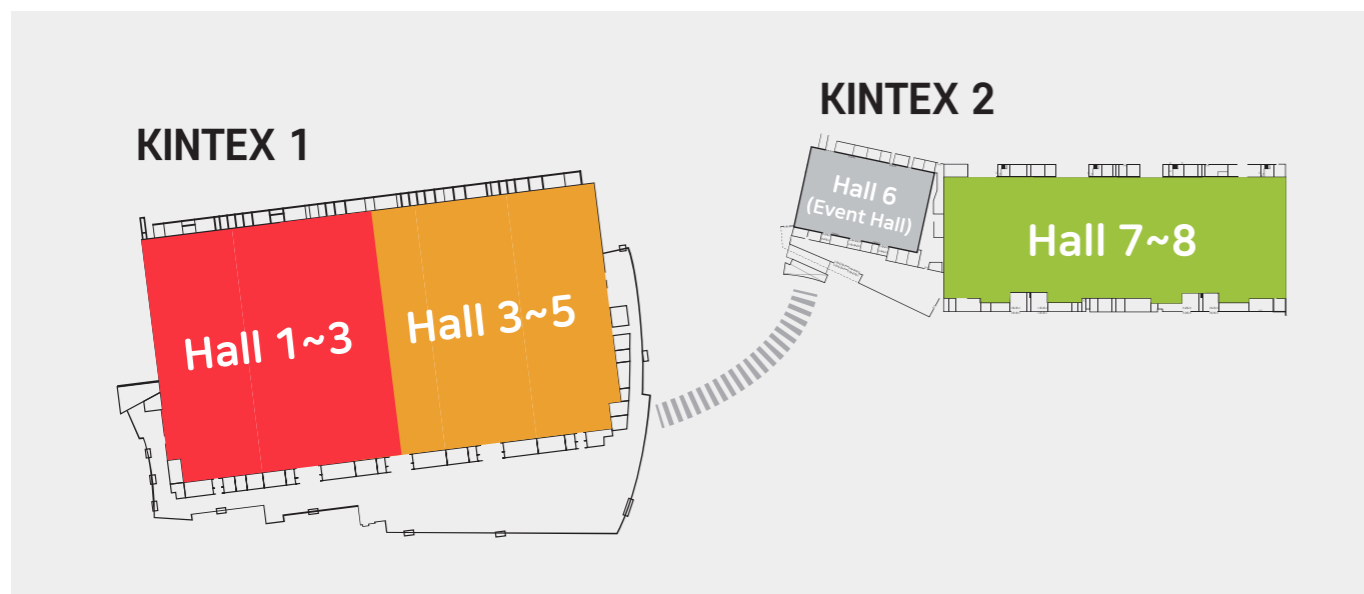 KINTEX 1
Hall 1~3
Hall 3~5
KINTEX 2
Hall 6
(Event Hall)
Hall 7~8